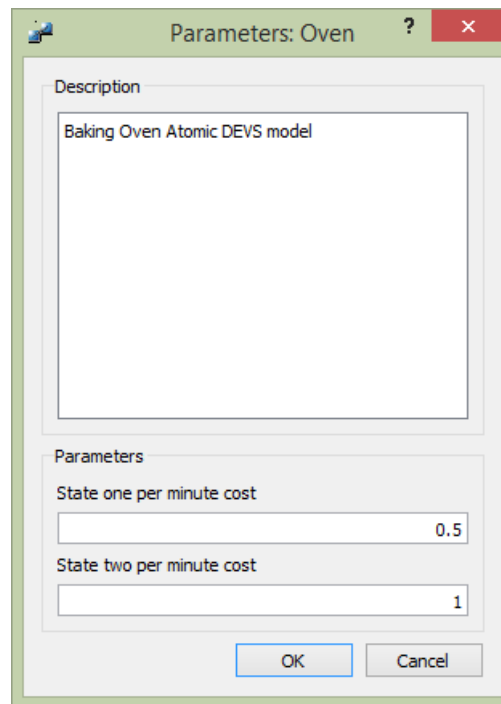 Parameters: Oven
?
×
Description
Baking Oven Atomic DEVS model
Parameters
State one per minute cost
0.5
State two per minute cost
1
OK
Cancel